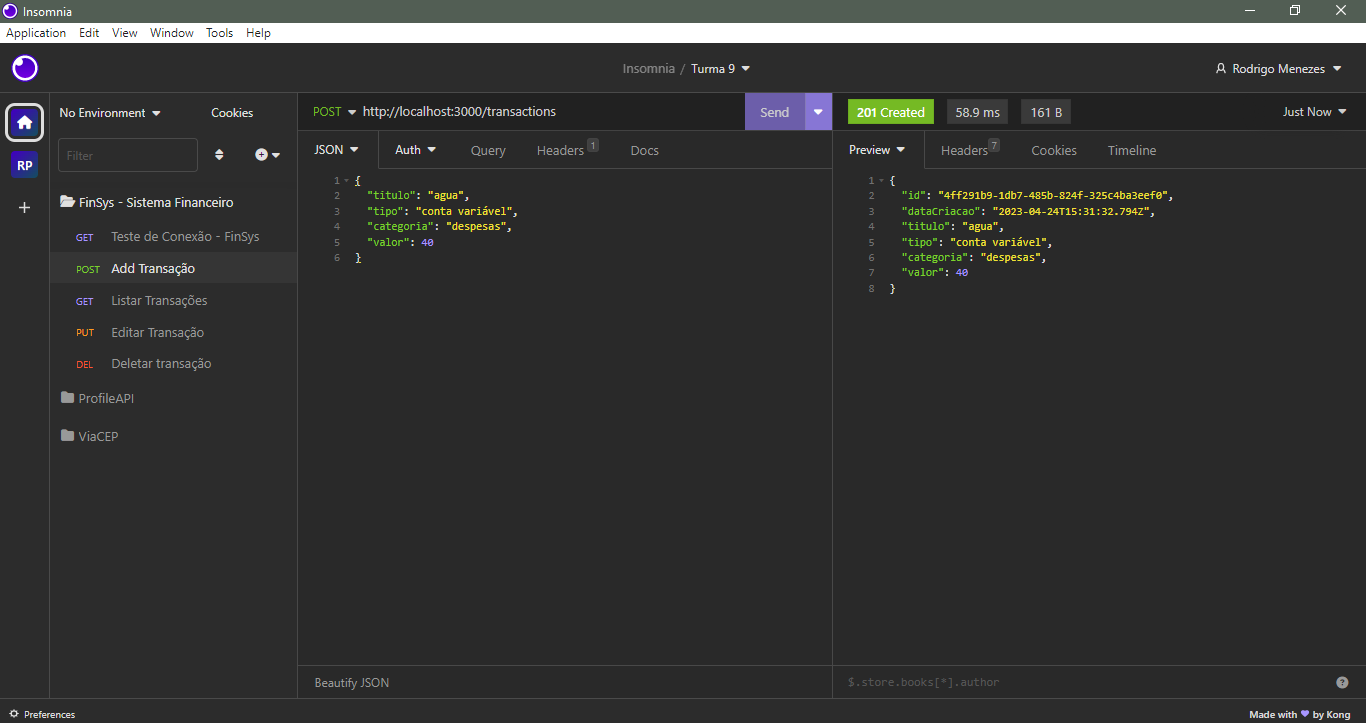 Insomnia
Application Edit View Window Tools Help
Insomnia / Turma 9
Rodrigo Menezes
No Environment
Cookies
POST http://localhost:3000/transactions
Send
201 Created
58.9 ms
161 B
Just Now
RP
Filter
JSON
Auth
Query
Headers 1
Docs
Preview
Headers 7
Cookies
Timeline
FinSys - Sistema Financeiro
GET Teste de Conexão - FinSys
POST Add Transação
GET Listar Transações
PUT Editar Transação
DEL Deletar transação
ProfileAPI
ViaCEP
1 {
2 "titulo": "agua",
3 "tipo": "conta variável",
4 "categoria": "despesas",
5 "valor": 40
6 }
1 {
2 "id": "4ff291b9-1db7-485b-824f-325c4ba3eef0",
3 "dataCriacao": "2023-04-24T15:31:32.794Z",
4 "titulo": "agua",
5 "tipo": "conta variável",
6 "categoria": "despesas",
7 "valor": 40
8 }
Beautify JSON
$.store.books[*].author
?
Preferences
Made with ♥ by Kong